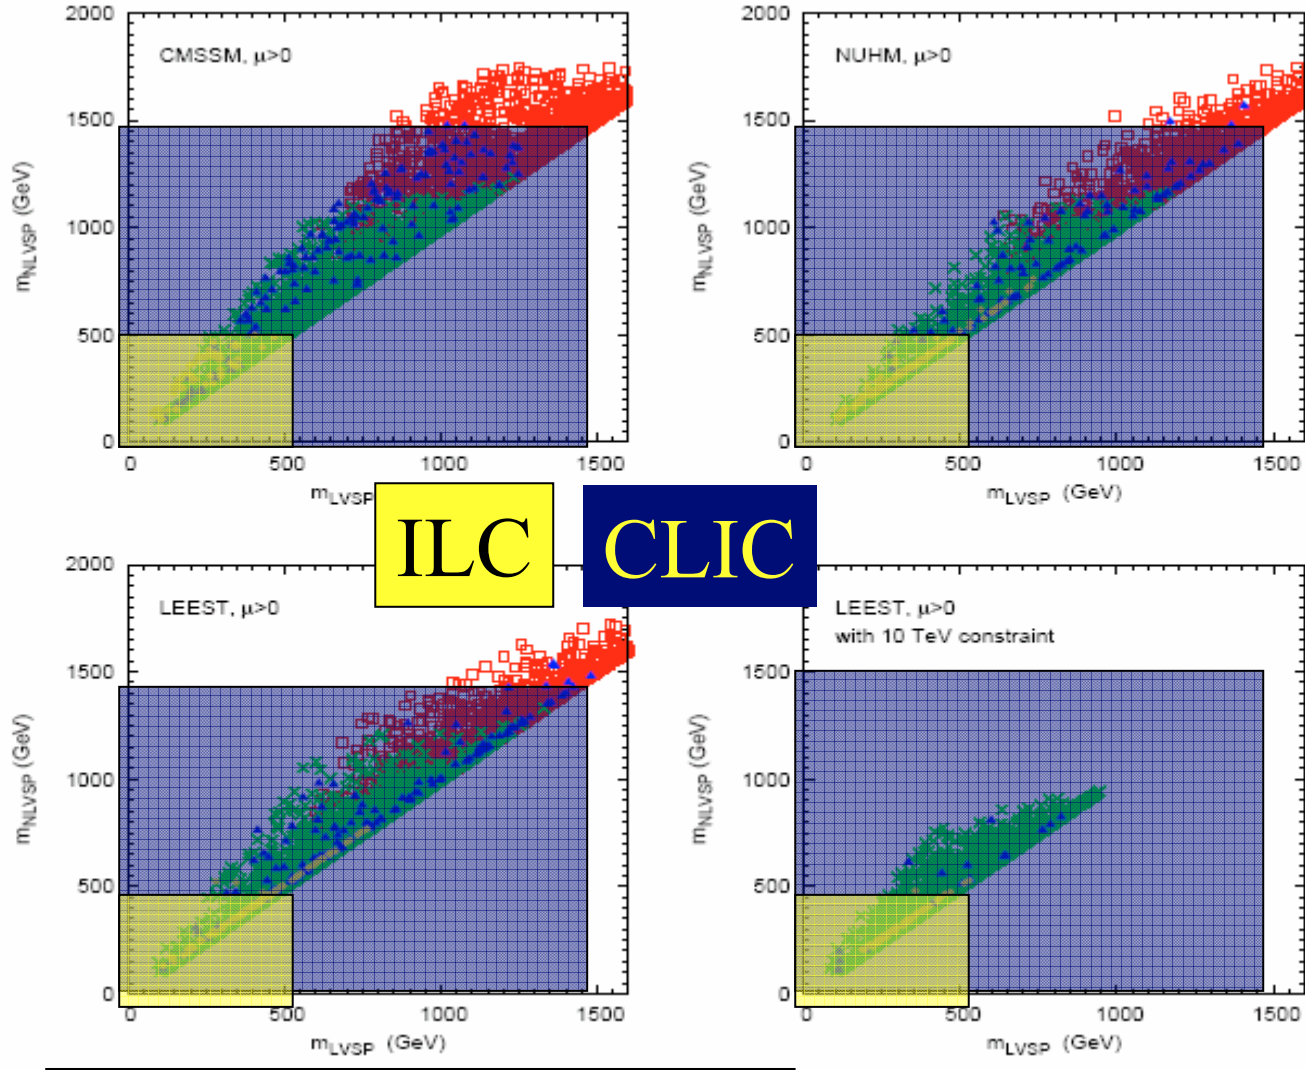 2000
CMSSM, μ>0
1500
1000
500
0
m_NLVSP (GeV)
0 500 1000 1500
m_LVSP
2000
NUHM, μ>0
1500
1000
500
0
m_NLVSP (GeV)
0 500 1000 1500
m_LVSP (GeV)
ILC
CLIC
2000
LEEST, μ>0
1500
1000
500
0
m_NLVSP (GeV)
0 500 1000 1500
m_LVSP (GeV)
LEEST, μ>0
with 10 TeV constraint
1500
1000
500
0
m_NLVSP (GeV)
0 500 1000 1500
m_LVSP (GeV)